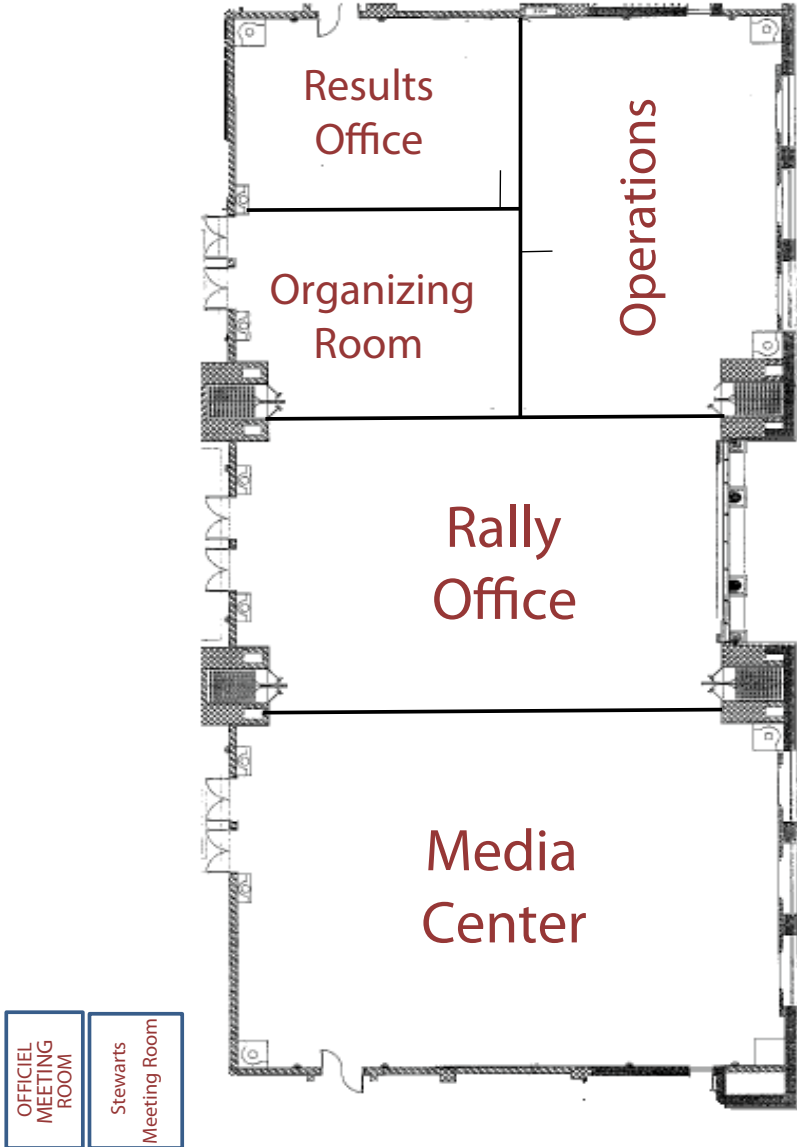 Results
Office
Operations
Organizing
Room
Rally
Office
Media
Center
OFFICIEL
MEETING
ROOM
Stewarts
Meeting Room